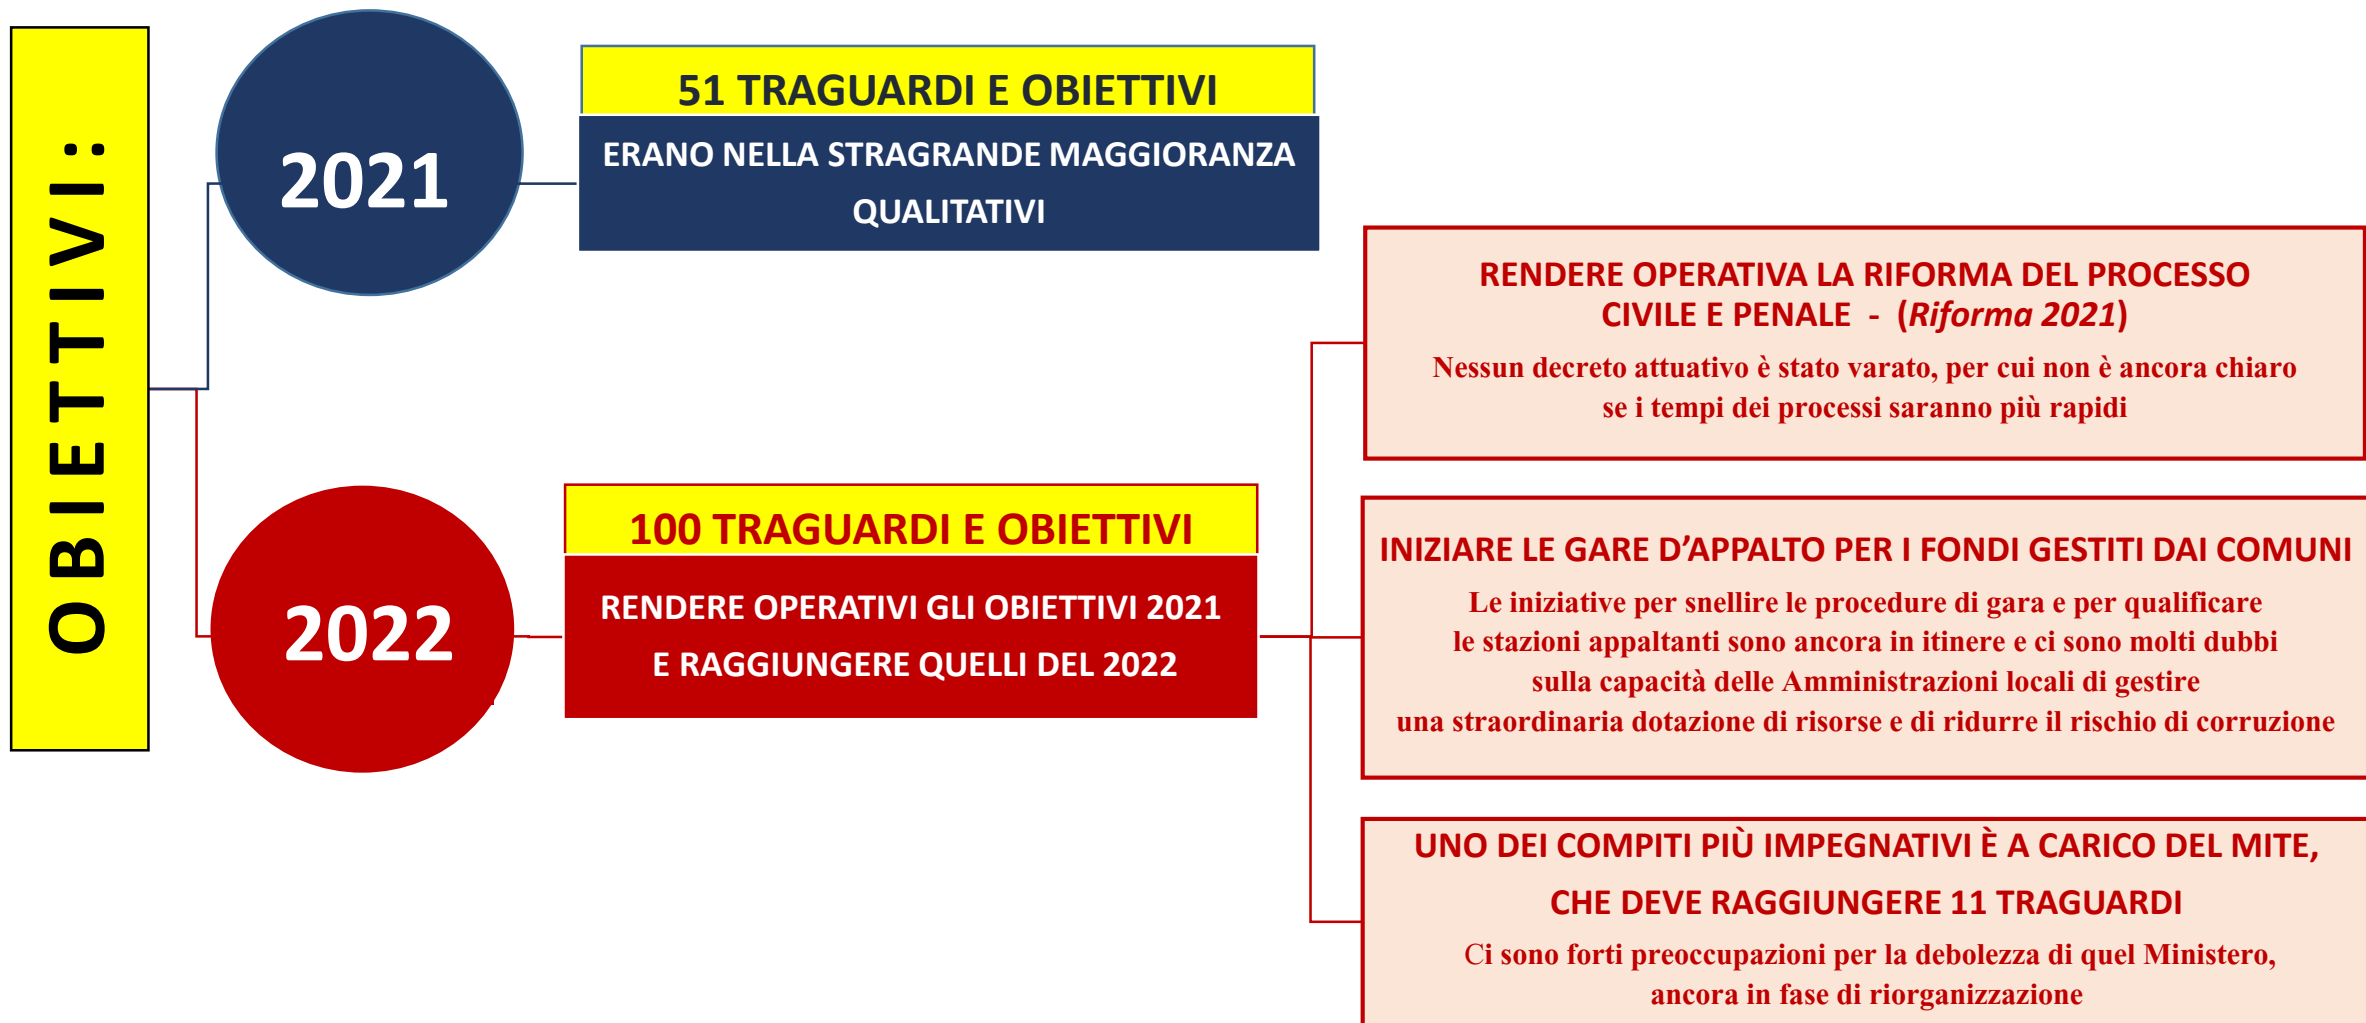 OBIETTIVI:
2021
51 TRAGUARDI E OBIETTIVI
ERANO NELLA STRAGRANDE MAGGIORANZA
QUALITATIVI
2022
100 TRAGUARDI E OBIETTIVI
RENDERE OPERATIVI GLI OBIETTIVI 2021
E RAGGIUNGERE QUELLI DEL 2022
RENDERE OPERATIVA LA RIFORMA DEL PROCESSO
CIVILE E PENALE - (Riforma 2021)
Nessun decreto attuativo è stato varato, per cui non è ancora chiaro
se i tempi dei processi saranno più rapidi
INIZIARE LE GARE D’APPALTO PER I FONDI GESTITI DAI COMUNI
Le iniziative per snellire le procedure di gara e per qualificare
le stazioni appaltanti sono ancora in itinere e ci sono molti dubbi
sulla capacità delle Amministrazioni locali di gestire
una straordinaria dotazione di risorse e di ridurre il rischio di corruzione
UNO DEI COMPITI PIÙ IMPEGNATIVI È A CARICO DEL MITE,
CHE DEVE RAGGIUNGERE 11 TRAGUARDI
Ci sono forti preoccupazioni per la debolezza di quel Ministero,
ancora in fase di riorganizzazione